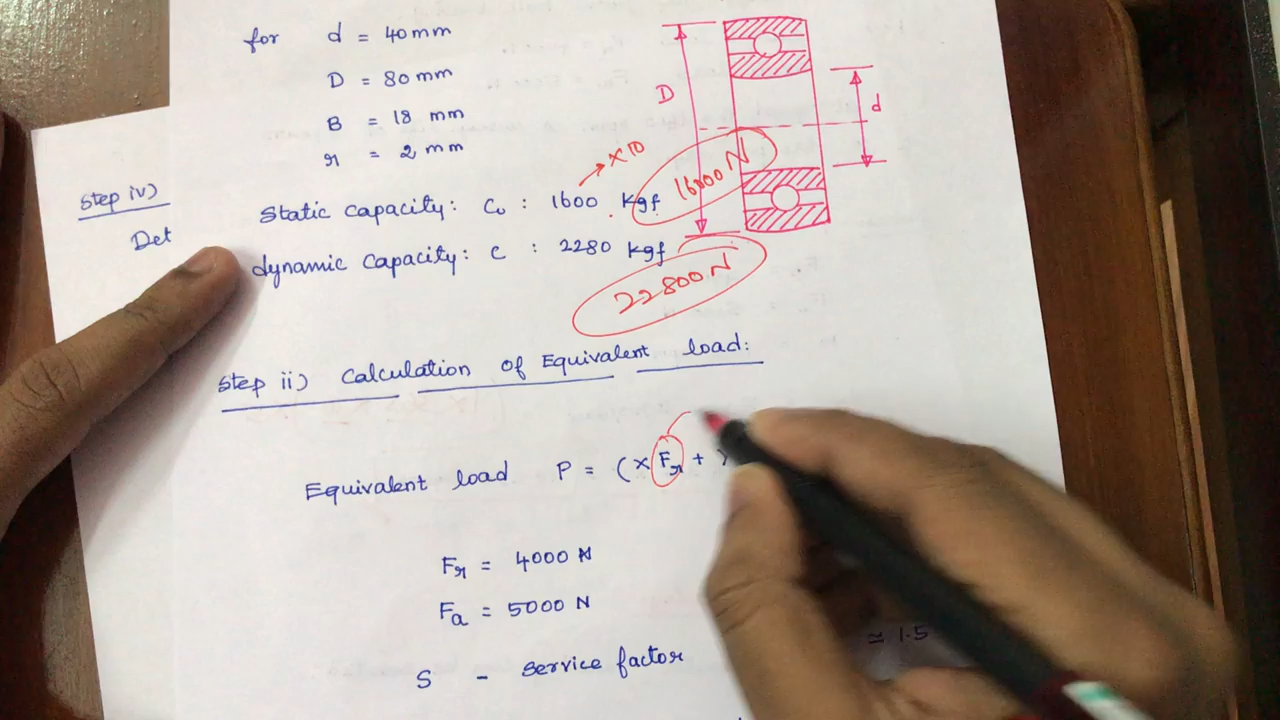 for d = 40 mm
D = 80 mm
B = 18 mm
r = 2 mm
D
d
Step iv)
Det
Static Capacity: C₀ : 1600 Kgf
×10
16000 N
dynamic Capacity: C : 2280 Kgf
22800 N
Step ii) Calculation of Equivalent load:
Equivalent load P = (X Fr +
Fr = 4000 N
Fa = 5000 N
S - Service factor ≃ 1.5